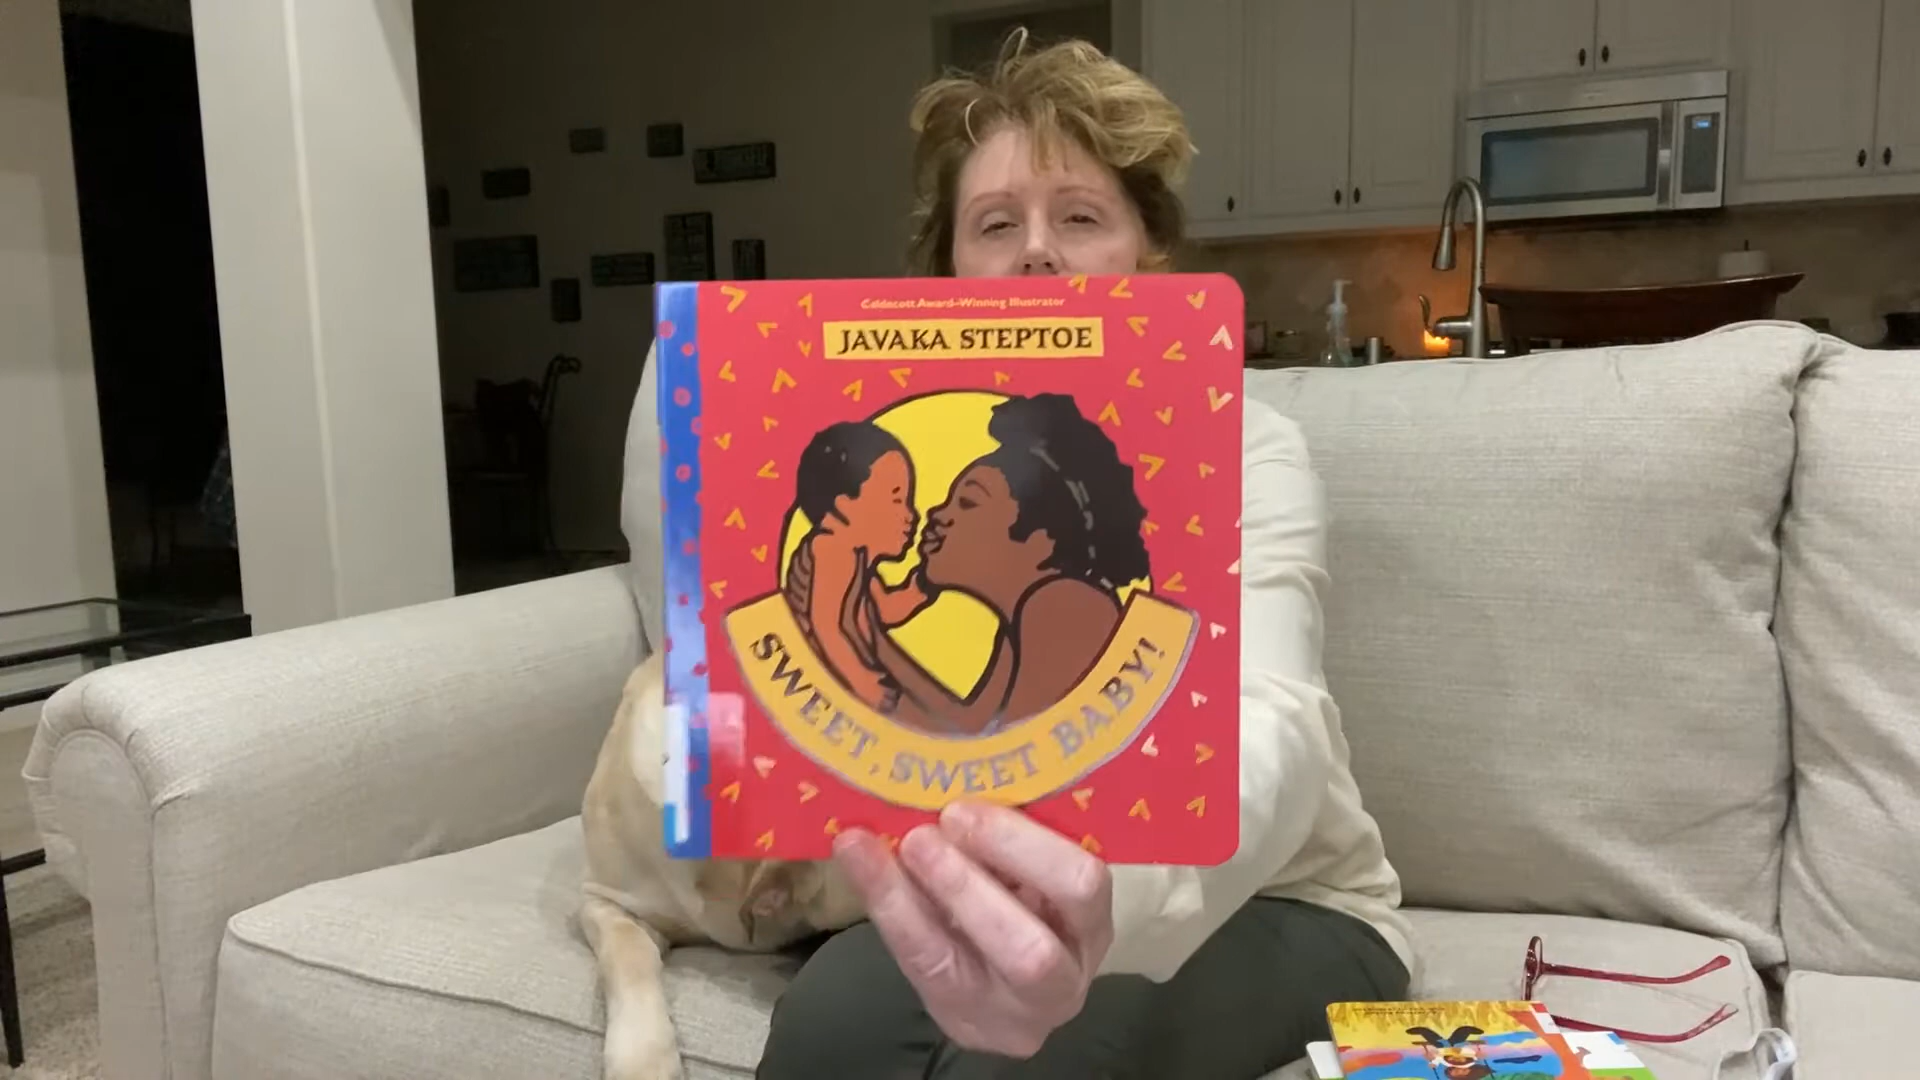 Caldecott Award-Winning Illustrator
JAVAKA STEPTOE
SWEET, SWEET BABY!